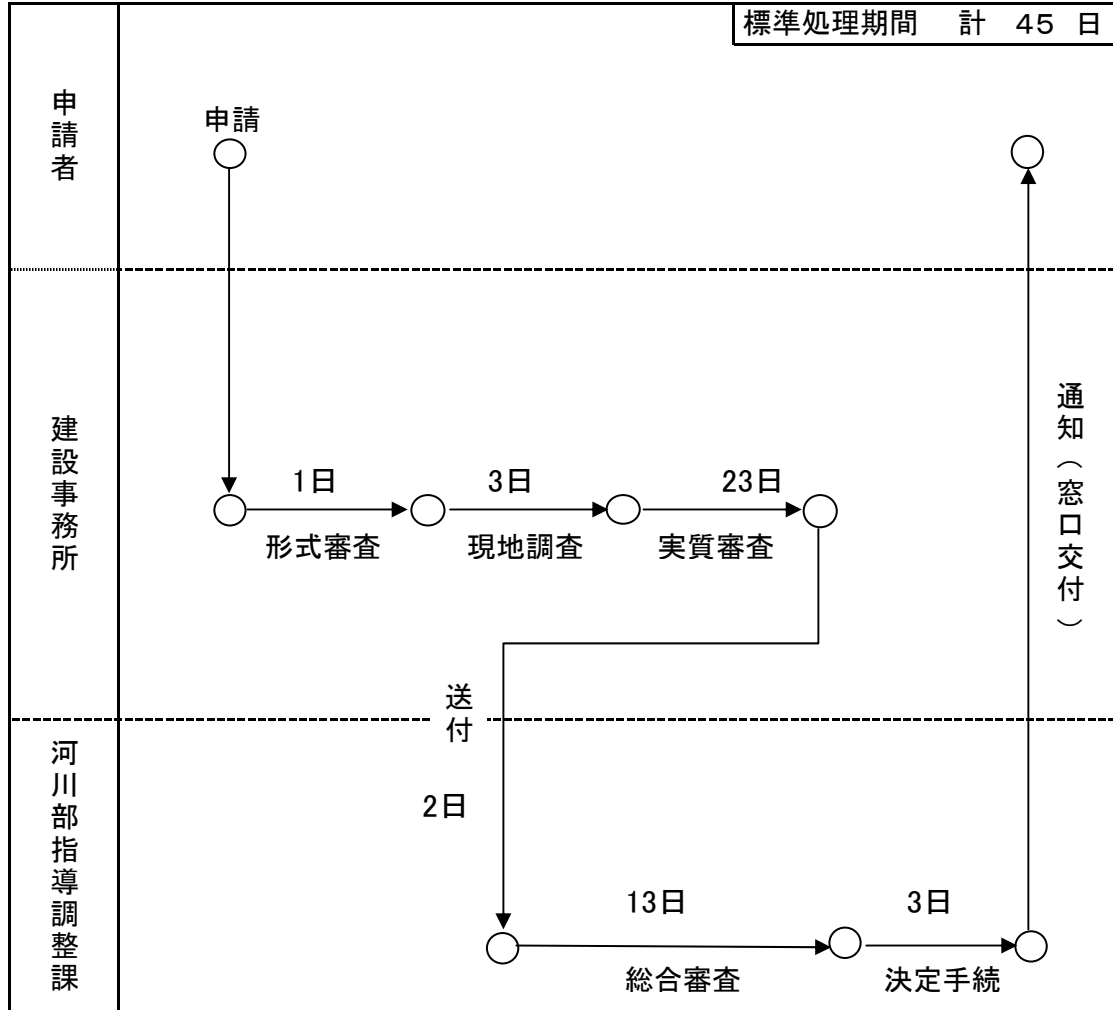 標準処理期間 計 45 日
申請者
申請
建設事務所
1日
3日
23日
形式審査
現地調査
実質審査
通知（窓口交付）
送付
2日
河川部指導調整課
13日
3日
総合審査
決定手続